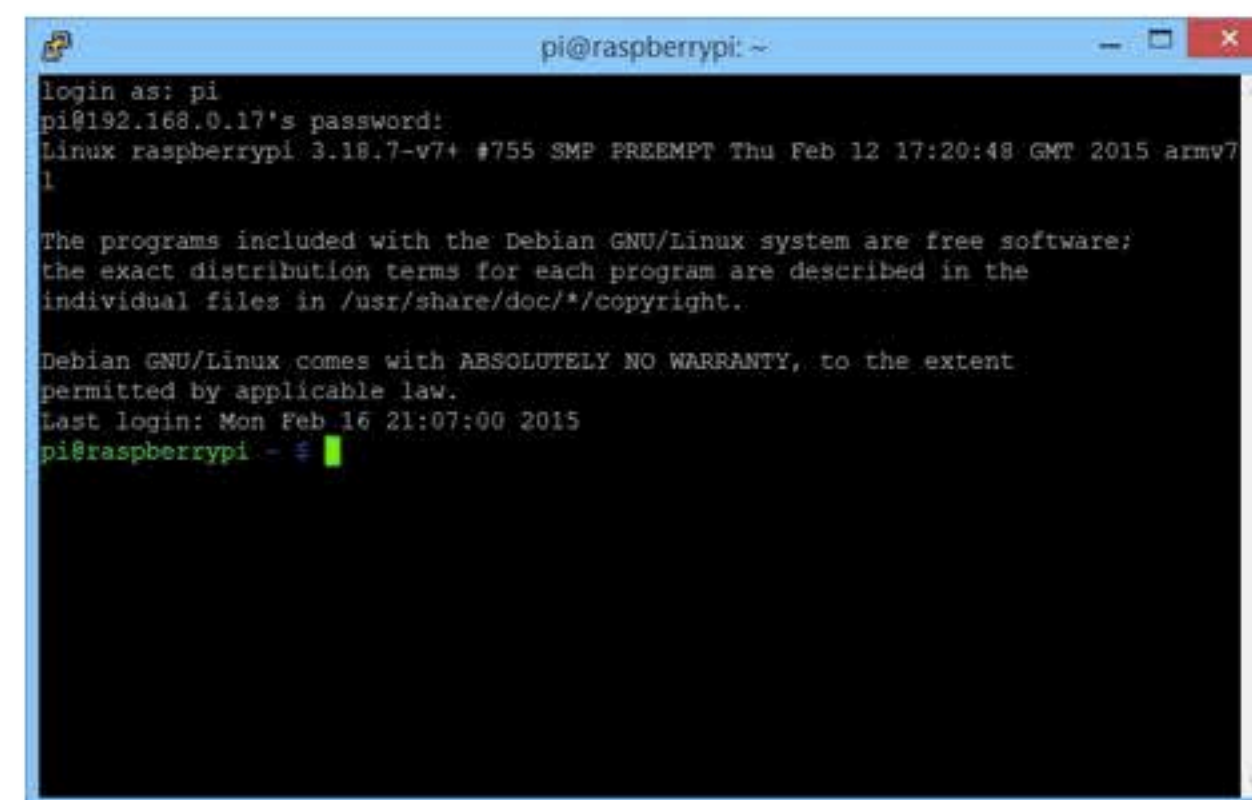 pi@raspberrypi: ~
login as: pi
pi@192.168.0.17's password:
Linux raspberrypi 3.18.7-v7+ #755 SMP PREEMPT Thu Feb 12 17:20:48 GMT 2015 armv7
l
The programs included with the Debian GNU/Linux system are free software;
the exact distribution terms for each program are described in the
individual files in /usr/share/doc/*/copyright.
Debian GNU/Linux comes with ABSOLUTELY NO WARRANTY, to the extent
permitted by applicable law.
Last login: Mon Feb 16 21:07:00 2015
pi@raspberrypi ~ $